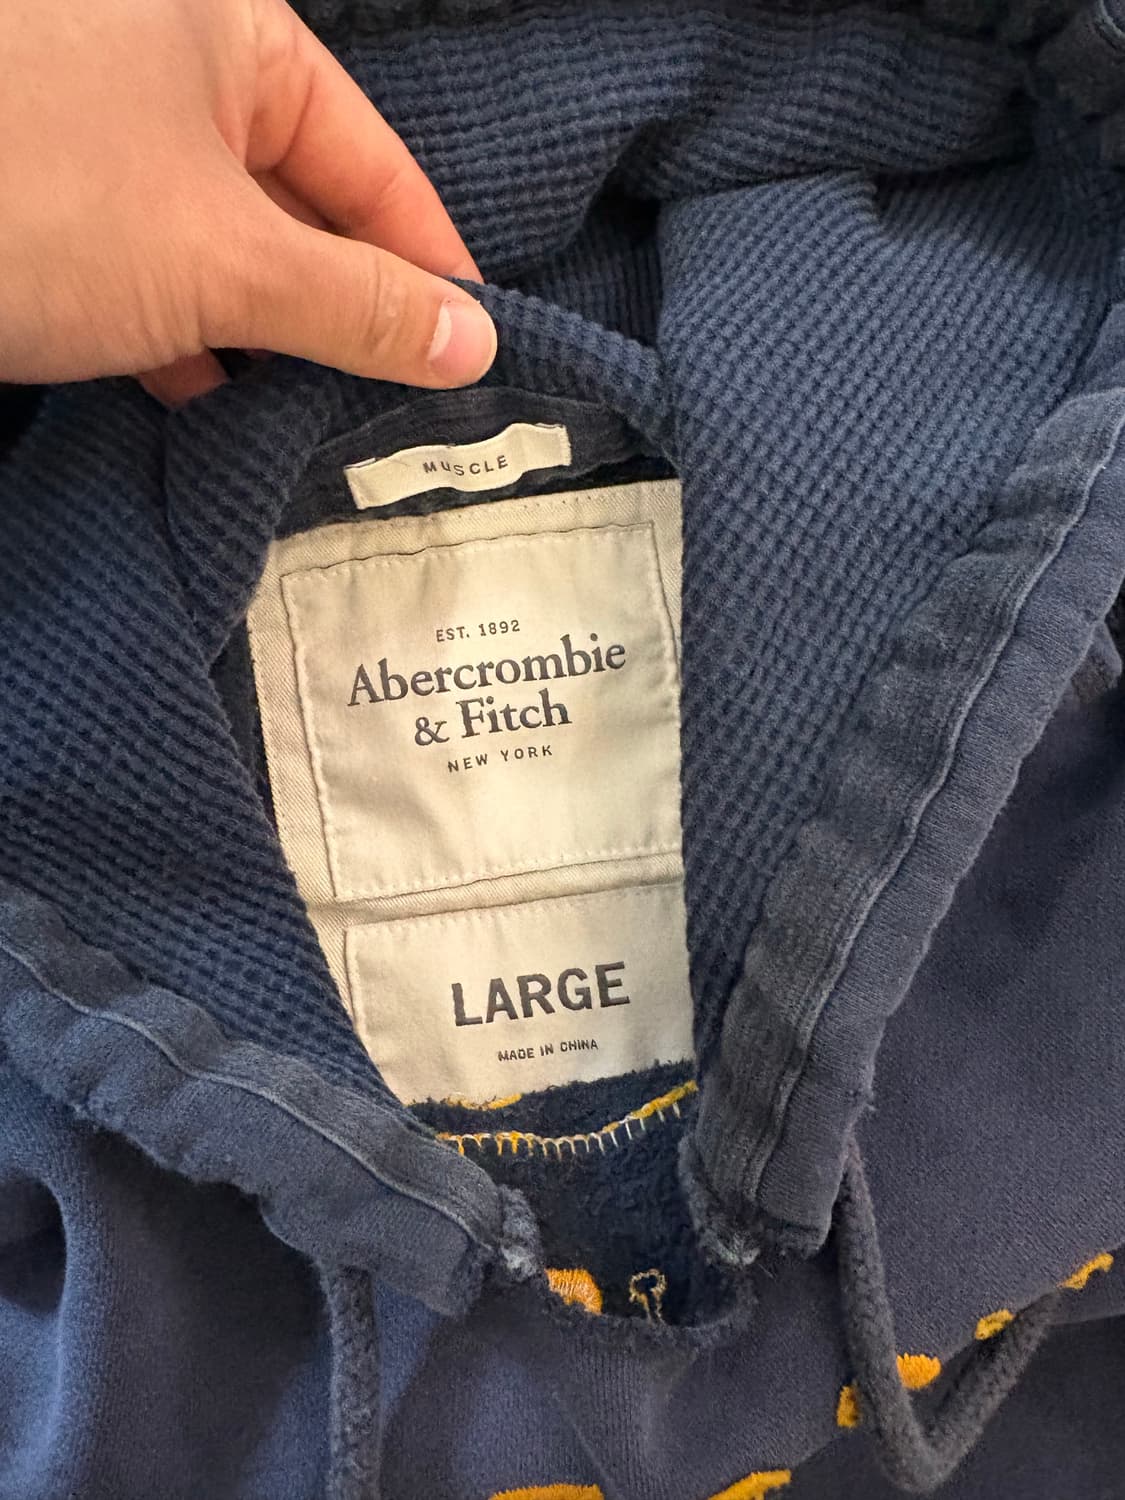 MUSCLE
EST. 1892
Abercrombie
& Fitch
NEW YORK
LARGE
MADE IN CHINA